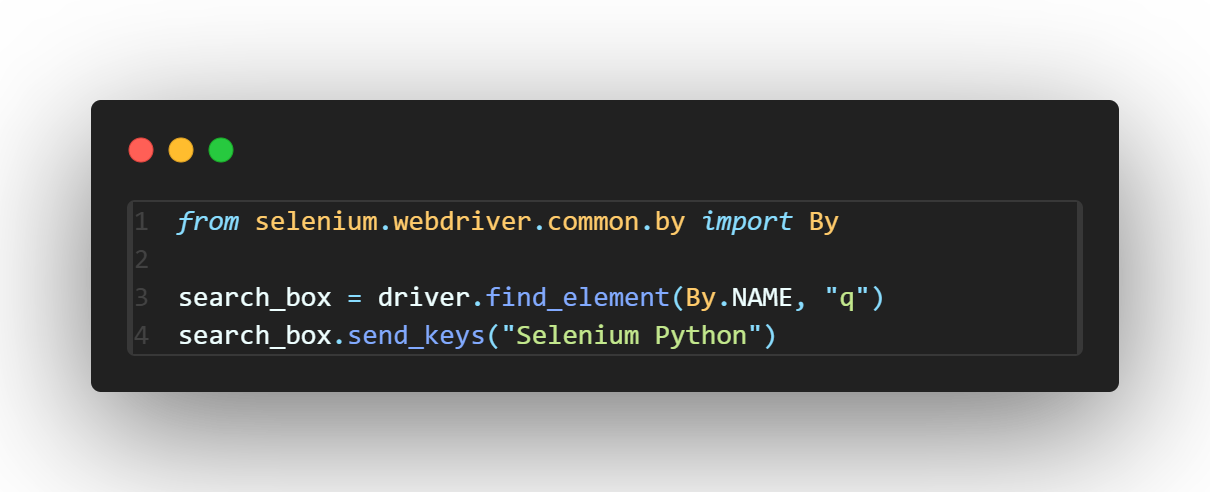 1 from selenium.webdriver.common.by import By
2
3 search_box = driver.find_element(By.NAME, "q")
4 search_box.send_keys("Selenium Python")